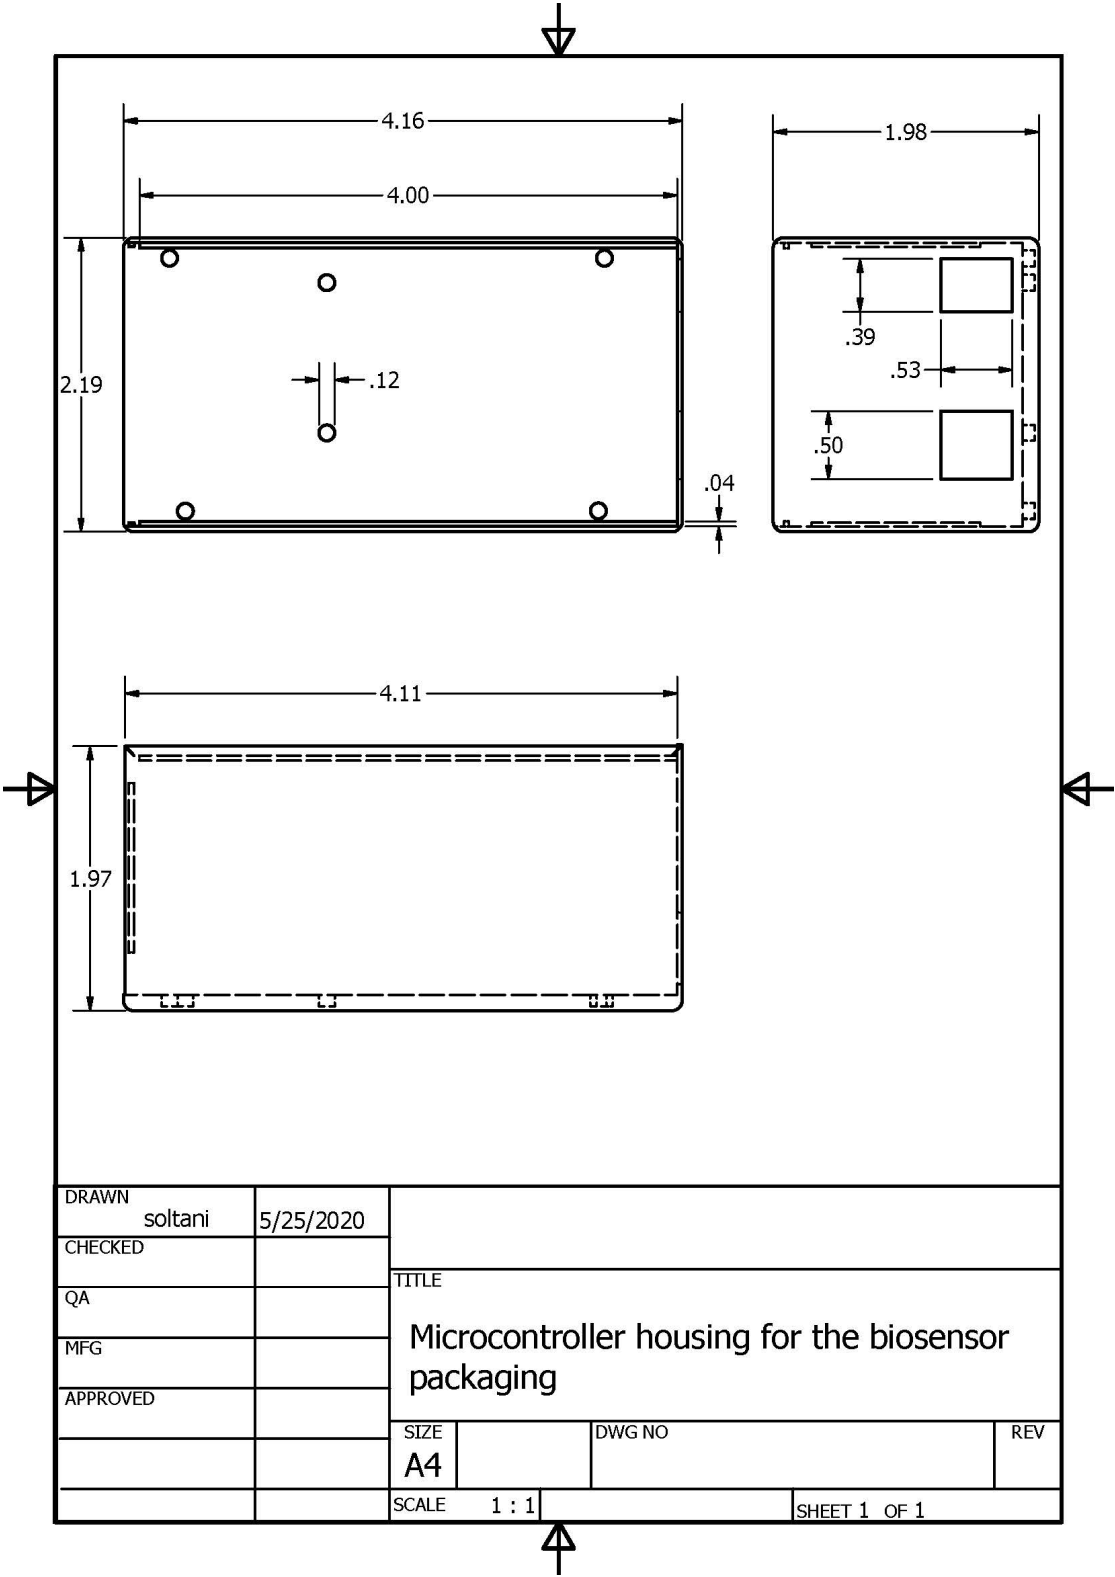 4.16
1.98
4.00
.39
2.19
.12
.53
.50
.04
4.11
1.97
DRAWN
soltani
5/25/2020
CHECKED
QA
MFG
APPROVED
TITLE
Microcontroller housing for the biosensor
packaging
SIZE
A4
DWG NO
REV
SCALE 1 : 1
SHEET 1 OF 1